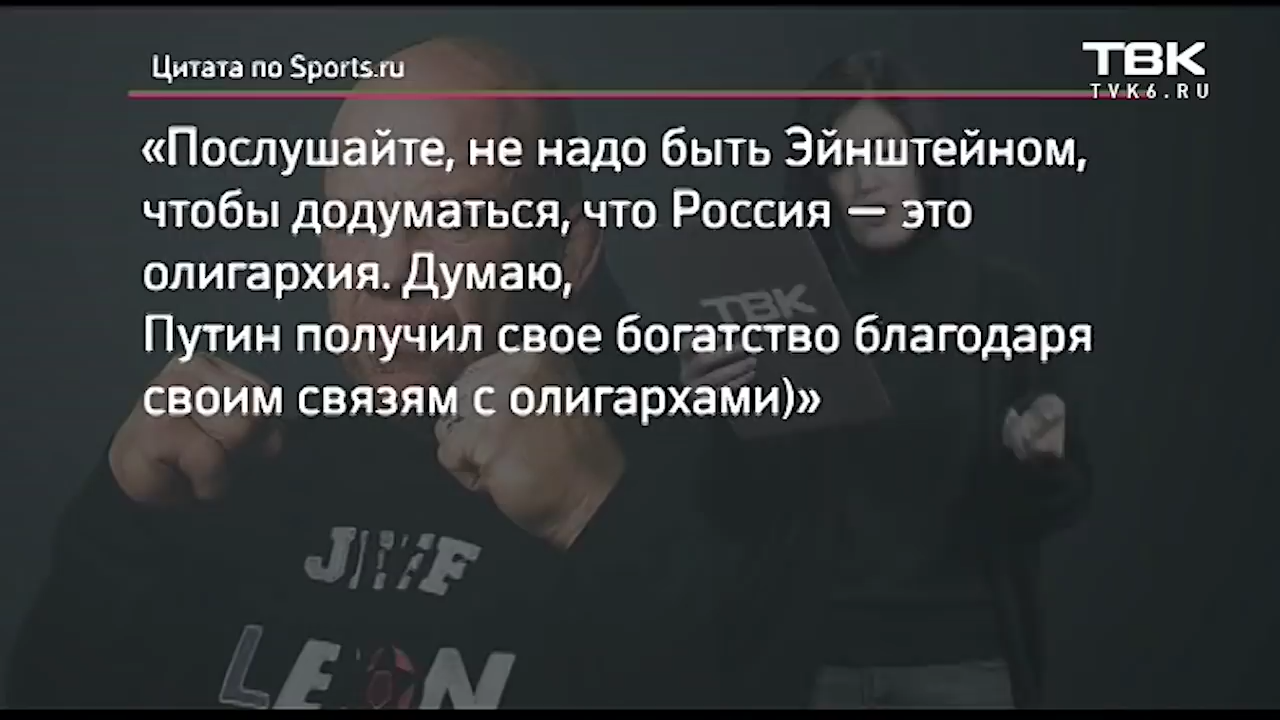 Цитата по Sports.ru
ТВК
TVK6.RU
«Послушайте, не надо быть Эйнштейном,
чтобы додуматься, что Россия — это
олигархия. Думаю,
Путин получил свое богатство благодаря
своим связям с олигархами)»
ТВК